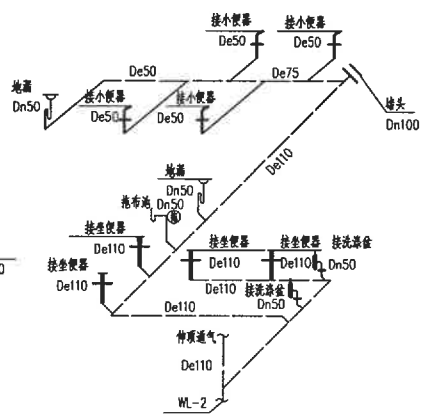 接小便器
接小便器
De50
De50
De50
De75
地漏
Dn50
接小便器
接小便器
De50
De50
堵头
Dn100
De110
地漏
Dn50
拖布池
Dn50
接坐便器
De110
接坐便器
接坐便器
接洗涤盆
De110
De110
Dn50
接坐便器
De110
De110
接洗涤盆
Dn50
De110
伸顶通气
De110
WL-2